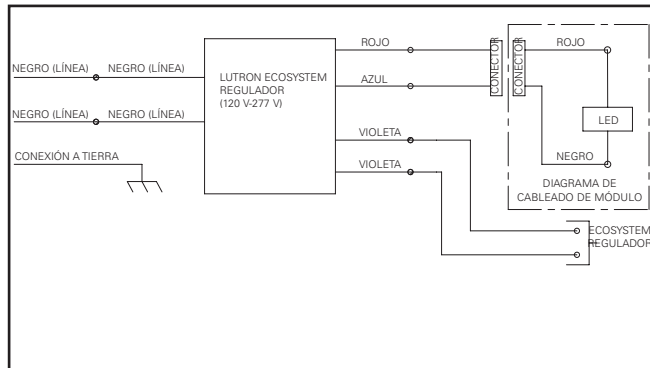 ROJO
CONECTOR
CONECTOR
ROJO
NEGRO (LÍNEA)
NEGRO (LÍNEA)
LUTRON ECOSYSTEM
REGULADOR
(120 V-277 V)
AZUL
LED
NEGRO (LÍNEA)
NEGRO (LÍNEA)
VIOLETA
NEGRO
CONEXIÓN A TIERRA
VIOLETA
DIAGRAMA DE
CABLEADO DE MÓDULO
ECOSYSTEM
REGULADOR